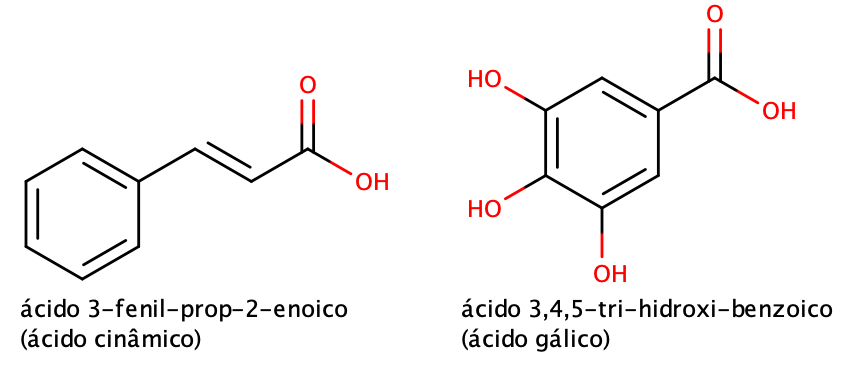 O
OH
ácido 3-fenil-prop-2-enoico
(ácido cinâmico)
O
HO
OH
HO
OH
ácido 3,4,5-tri-hidroxi-benzoico
(ácido gálico)